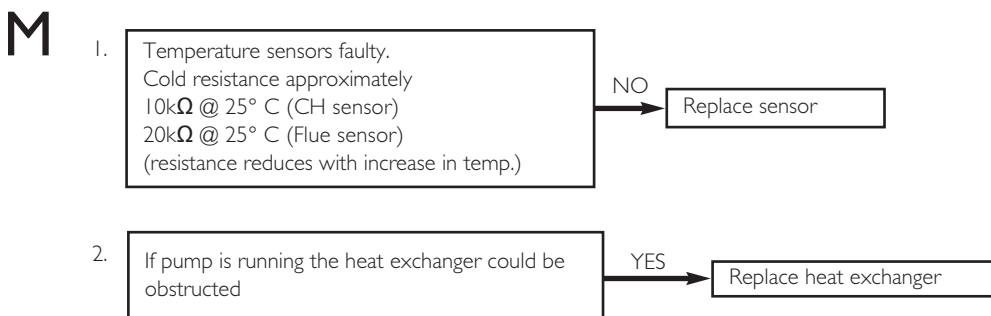 M
1.
Temperature sensors faulty.
Cold resistance approximately
10kΩ @ 25° C (CH sensor)
20kΩ @ 25° C (Flue sensor)
(resistance reduces with increase in temp.)
NO
Replace sensor
2.
If pump is running the heat exchanger could be
obstructed
YES
Replace heat exchanger